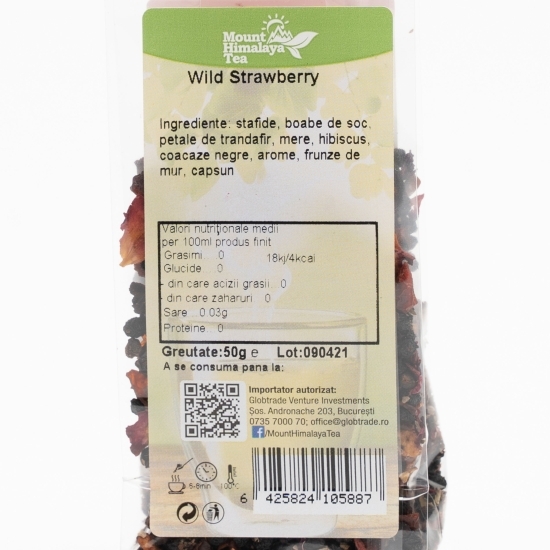 Mount
Himalaya
Tea
Wild Strawberry
Ingrediente: stafide, boabe de soc,
petale de trandafir, mere, hibiscus,
coacaze negre, arome, frunze de
mur, capsun
Valori nutriţionale medii
per 100ml produs finit
Grasimi 0 18kj/4kcal
Glucide 0
- din care acizii grasii 0
- din care zaharuri 0
Sare 0.03g
Proteine 0
Greutate:50g e Lot:090421
A se consuma pana la:
Importator autorizat:
Globtrade Venture Investments
Șos. Andronache 203, București
0735 7000 70; office@globtrade.ro
/MountHimalayaTea
5-8min 100°C
6 425824 105887